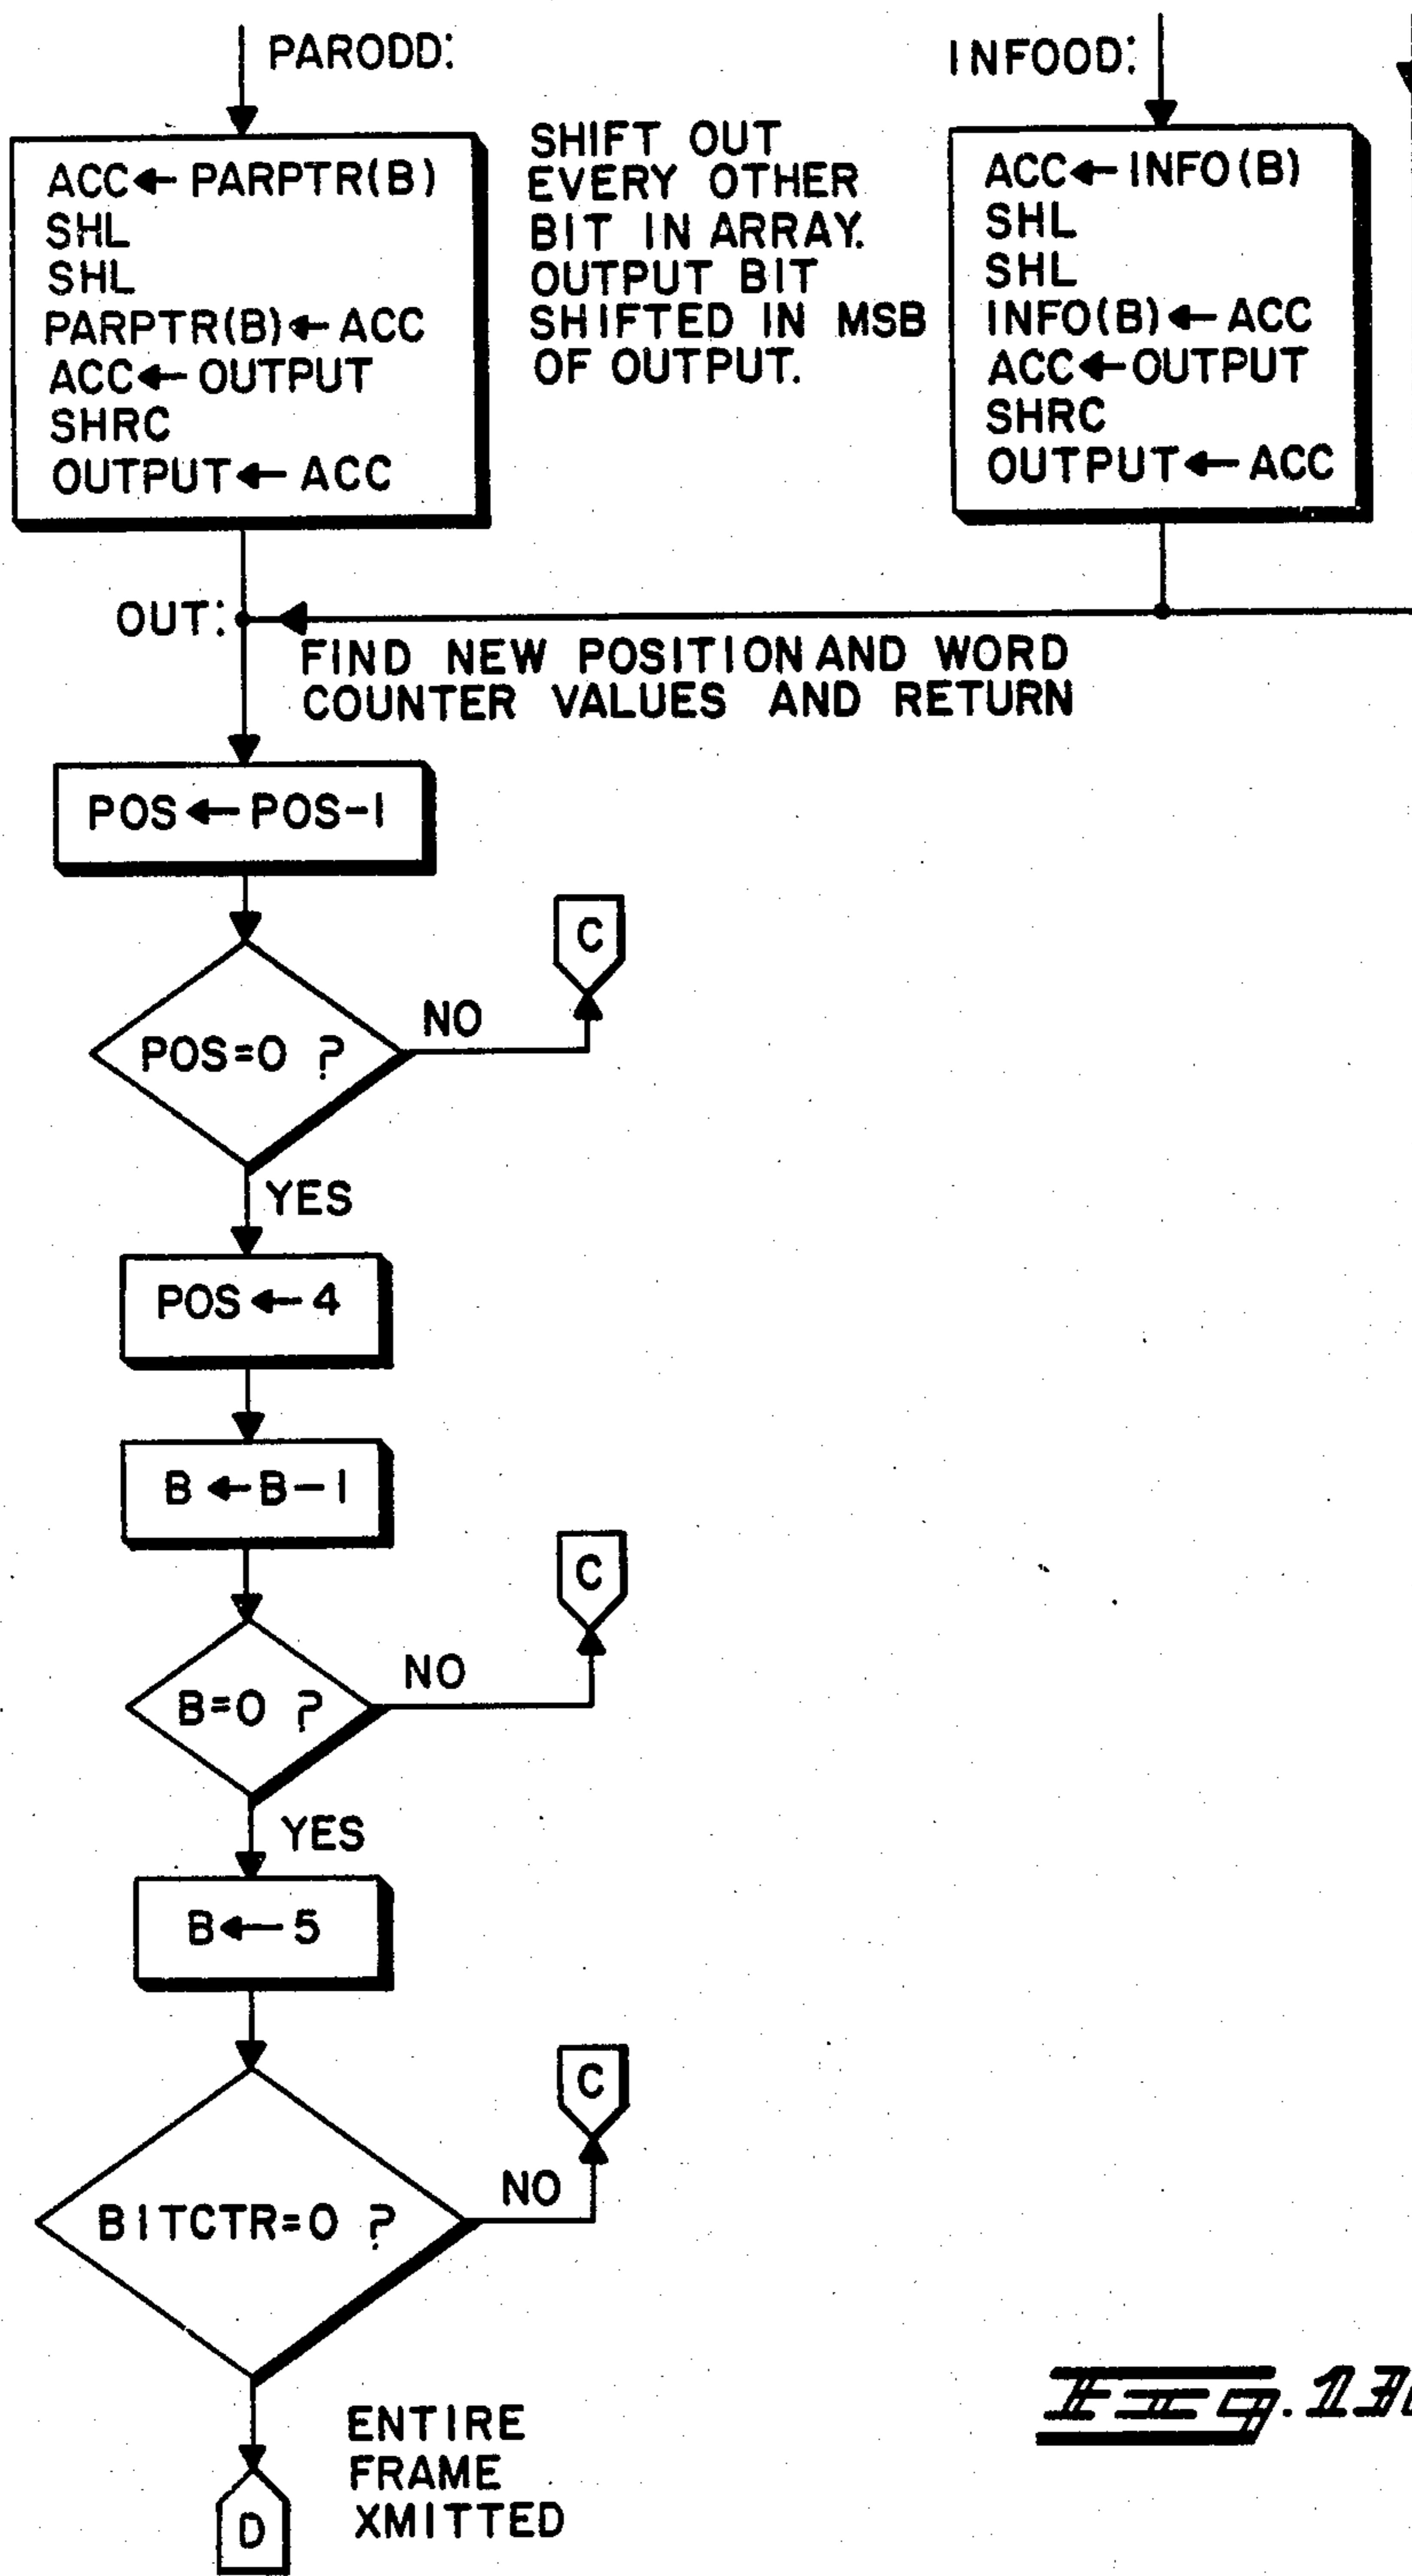 PARODD:
ACC←PARPTR(B)
SHL
SHL
PARPTR(B)←ACC
ACC←OUTPUT
SHRC
OUTPUT←ACC
SHIFT OUT
EVERY OTHER
BIT IN ARRAY.
OUTPUT BIT
SHIFTED IN MSB
OF OUTPUT.
INFOOD:
ACC←INFO(B)
SHL
SHL
INFO(B)←ACC
ACC←OUTPUT
SHRC
OUTPUT←ACC
OUT:
FIND NEW POSITION AND WORD
COUNTER VALUES AND RETURN
POS←POS-1
C
POS=0 ?
NO
YES
POS←4
B←B-1
C
B=0 ?
NO
YES
B←5
C
BITCTR=0 ?
NO
ENTIRE
FRAME
XMITTED
D